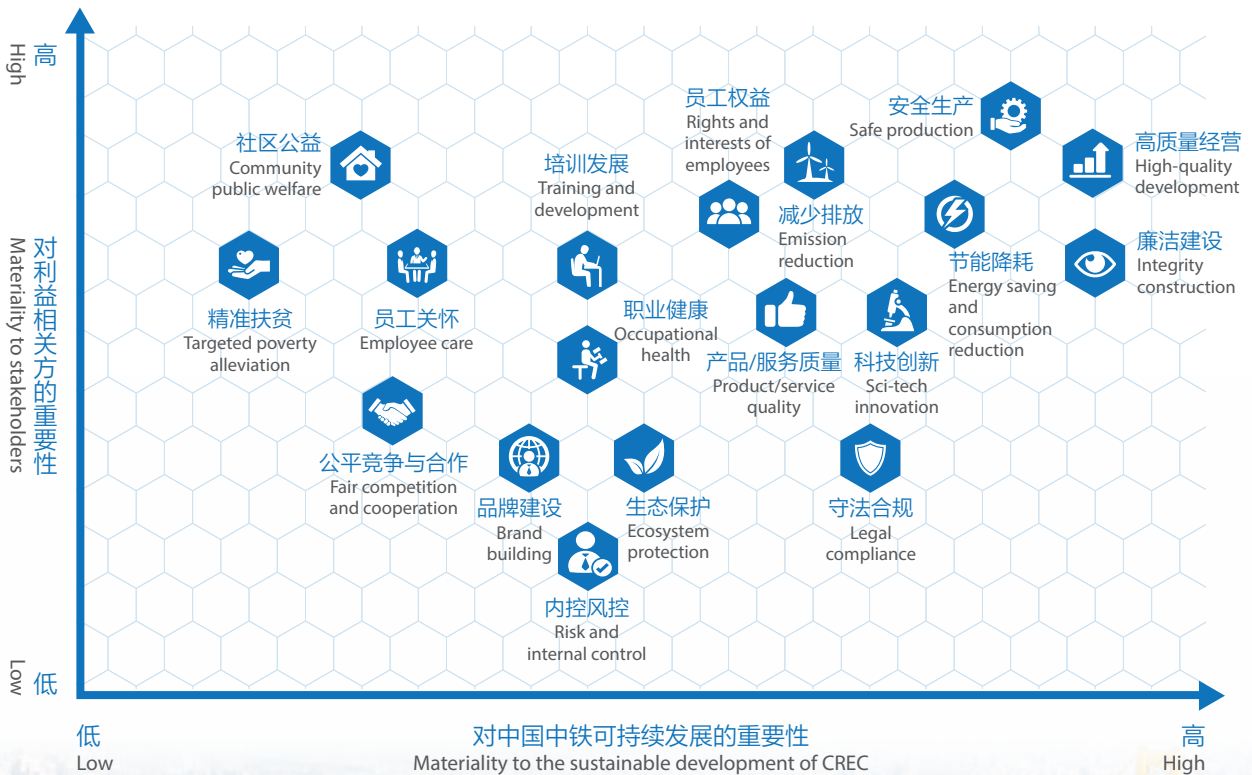 高
High
对利益相关方的重要性
Materiality to stakeholders
低
Low
社区公益
Community
public welfare
精准扶贫
Targeted poverty
alleviation
员工关怀
Employee care
公平竞争与合作
Fair competition
and cooperation
培训发展
Training and
development
职业健康
Occupational
health
品牌建设
Brand
building
生态保护
Ecosystem
protection
内控风控
Risk and
internal control
员工权益
Rights and
interests of
employees
减少排放
Emission
reduction
产品/服务质量
Product/service
quality
科技创新
Sci-tech
innovation
守法合规
Legal
compliance
安全生产
Safe production
节能降耗
Energy saving
and
consumption
reduction
高质量经营
High-quality
development
廉洁建设
Integrity
construction
低
Low
对中国中铁可持续发展的重要性
Materiality to the sustainable development of CREC
高
High